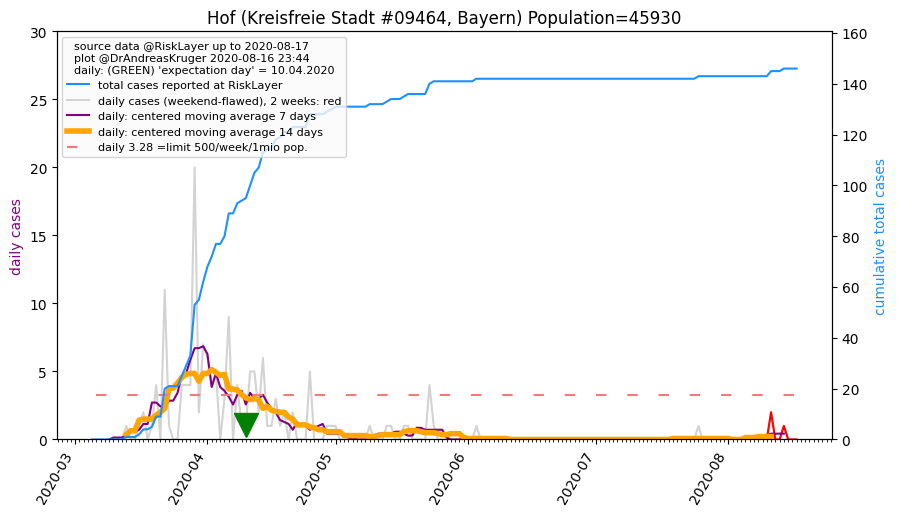 Hof (Kreisfreie Stadt #09464, Bayern) Population=45930
source data @RiskLayer up to 2020-08-17
plot @DrAndreasKruger 2020-08-16 23:44
daily: (GREEN) 'expectation day' = 10.04.2020
total cases reported at RiskLayer
daily cases (weekend-flawed), 2 weeks: red
daily: centered moving average 7 days
daily: centered moving average 14 days
daily 3.28 =limit 500/week/1mio pop.
daily cases
30
25
20
15
10
5
0
160
140
120
100
80
60
40
20
0
cumulative total cases
2020-03
2020-04
2020-05
2020-06
2020-07
2020-08